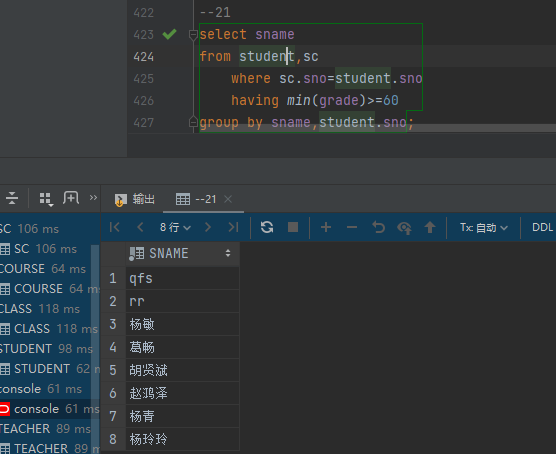 422
423
424
425
426
427
--21
select sname
from student,sc
where sc.sno=student.sno
having min(grade)>=60
group by sname,student.sno;
输出
--21
8 行
Tx: 自动
DDL
SC 106 ms
SC 106 ms
COURSE 64 ms
COURSE 64 m
CLASS 118 ms
CLASS 118 ms
STUDENT 98 ms
STUDENT 62 m
console 61 ms
console 61 ms
TEACHER 89 ms
TEACHER 89 ms
SNAME
1 qfs
2 rr
3 杨敏
4 葛畅
5 胡贤斌
6 赵鸿泽
7 杨青
8 杨玲玲